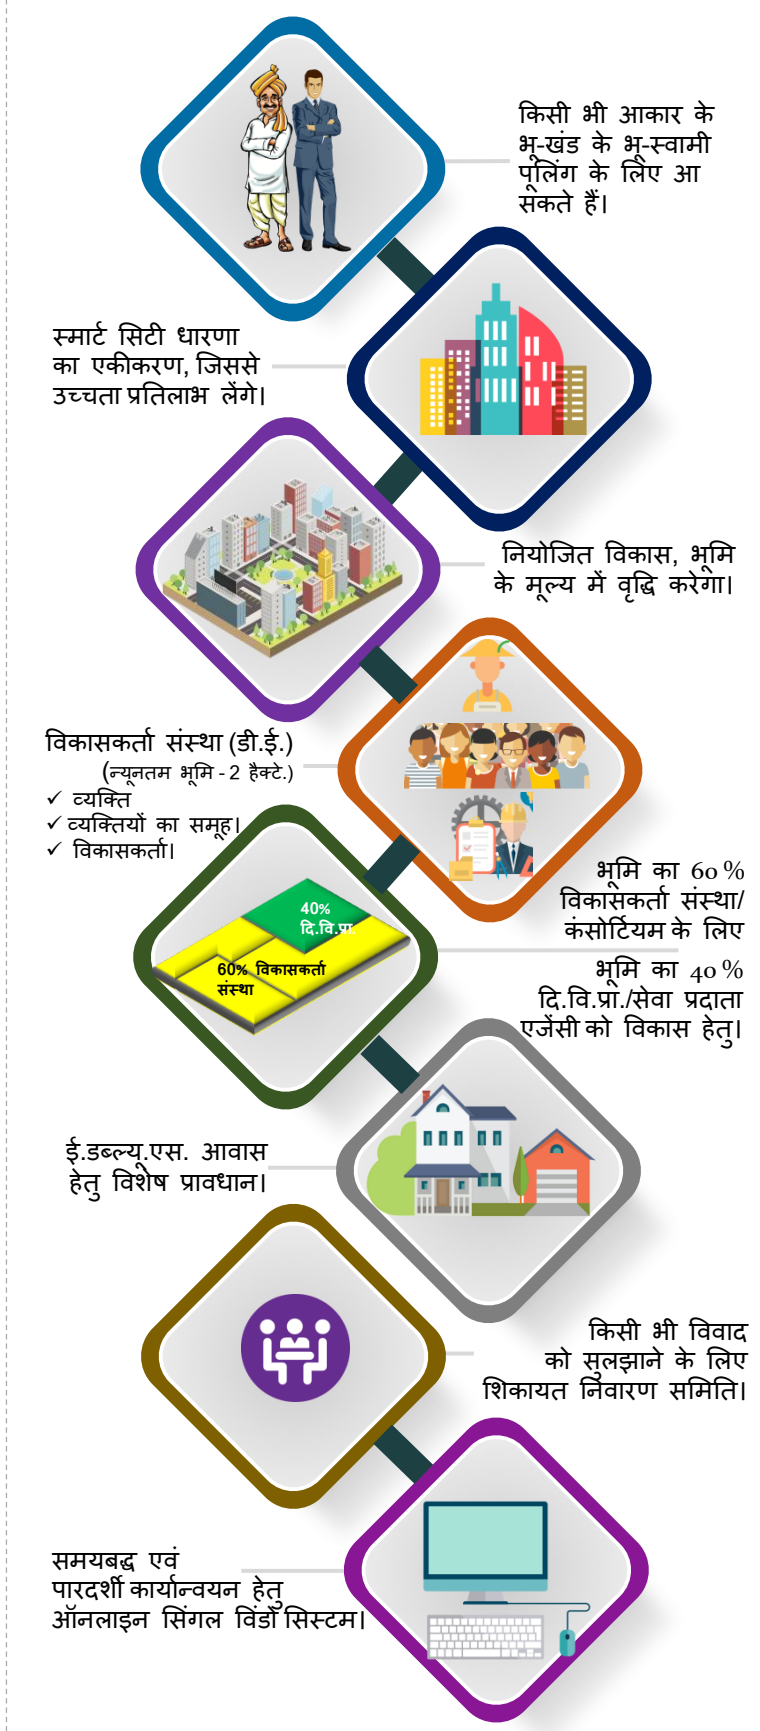 किसी भी आकार के
भू-खंड के भू-स्वामी
पूलिंग के लिए आ
सकते हैं।
स्मार्ट सिटी धारणा
का एकीकरण, जिससे
उच्चता प्रतिलाभ लेंगे।
नियोजित विकास, भूमि
के मूल्य में वृद्धि करेगा।
विकासकर्ता संस्था (डी.ई.)
(न्यूनतम भूमि - 2 हैक्टे.)
✓ व्यक्ति
✓ व्यक्तियों का समूह।
✓ विकासकर्ता।
भूमि का 60 %
विकासकर्ता संस्था/
कंसोर्टियम के लिए
40%
दि.वि.प्रा.
60% विकासकर्ता
संस्था
भूमि का 40 %
दि.वि.प्रा./सेवा प्रदाता
एजेंसी को विकास हेतु।
ई.डब्ल्यू.एस. आवास
हेतु विशेष प्रावधान।
किसी भी विवाद
को सुलझाने के लिए
शिकायत निवारण समिति।
समयबद्ध एवं
पारदर्शी कार्यान्वयन हेतु
ऑनलाइन सिंगल विंडो सिस्टम।